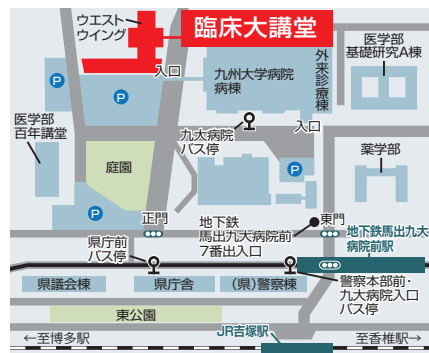 ウエスト
ウイング
臨床大講堂
入口
P
P
九州大学病院
病棟
外来診療棟
医学部
基礎研究A棟
医学部
百年講堂
九大病院
バス停
入口
薬学部
庭園
P
P
正門
地下鉄
馬出九大病院前
7番出入口
東門
地下鉄馬出九大
病院前駅
県庁前
バス停
県議会棟
県庁舎
(県)警察棟
警察本部前・
九大病院入口
バス停
東公園
JR吉塚駅
←至博多駅
至香椎駅→